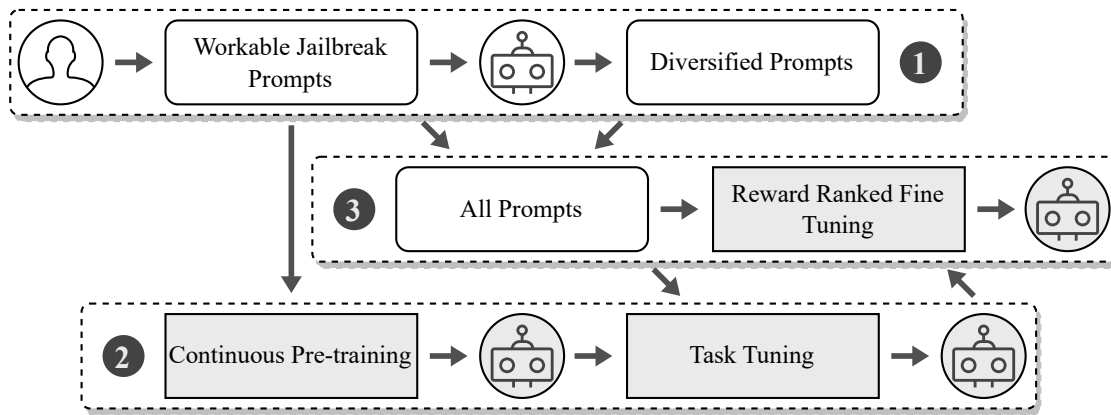 Workable Jailbreak
Prompts
Diversified Prompts
1
3
All Prompts
Reward Ranked Fine
Tuning
2
Continuous Pre-training
Task Tuning